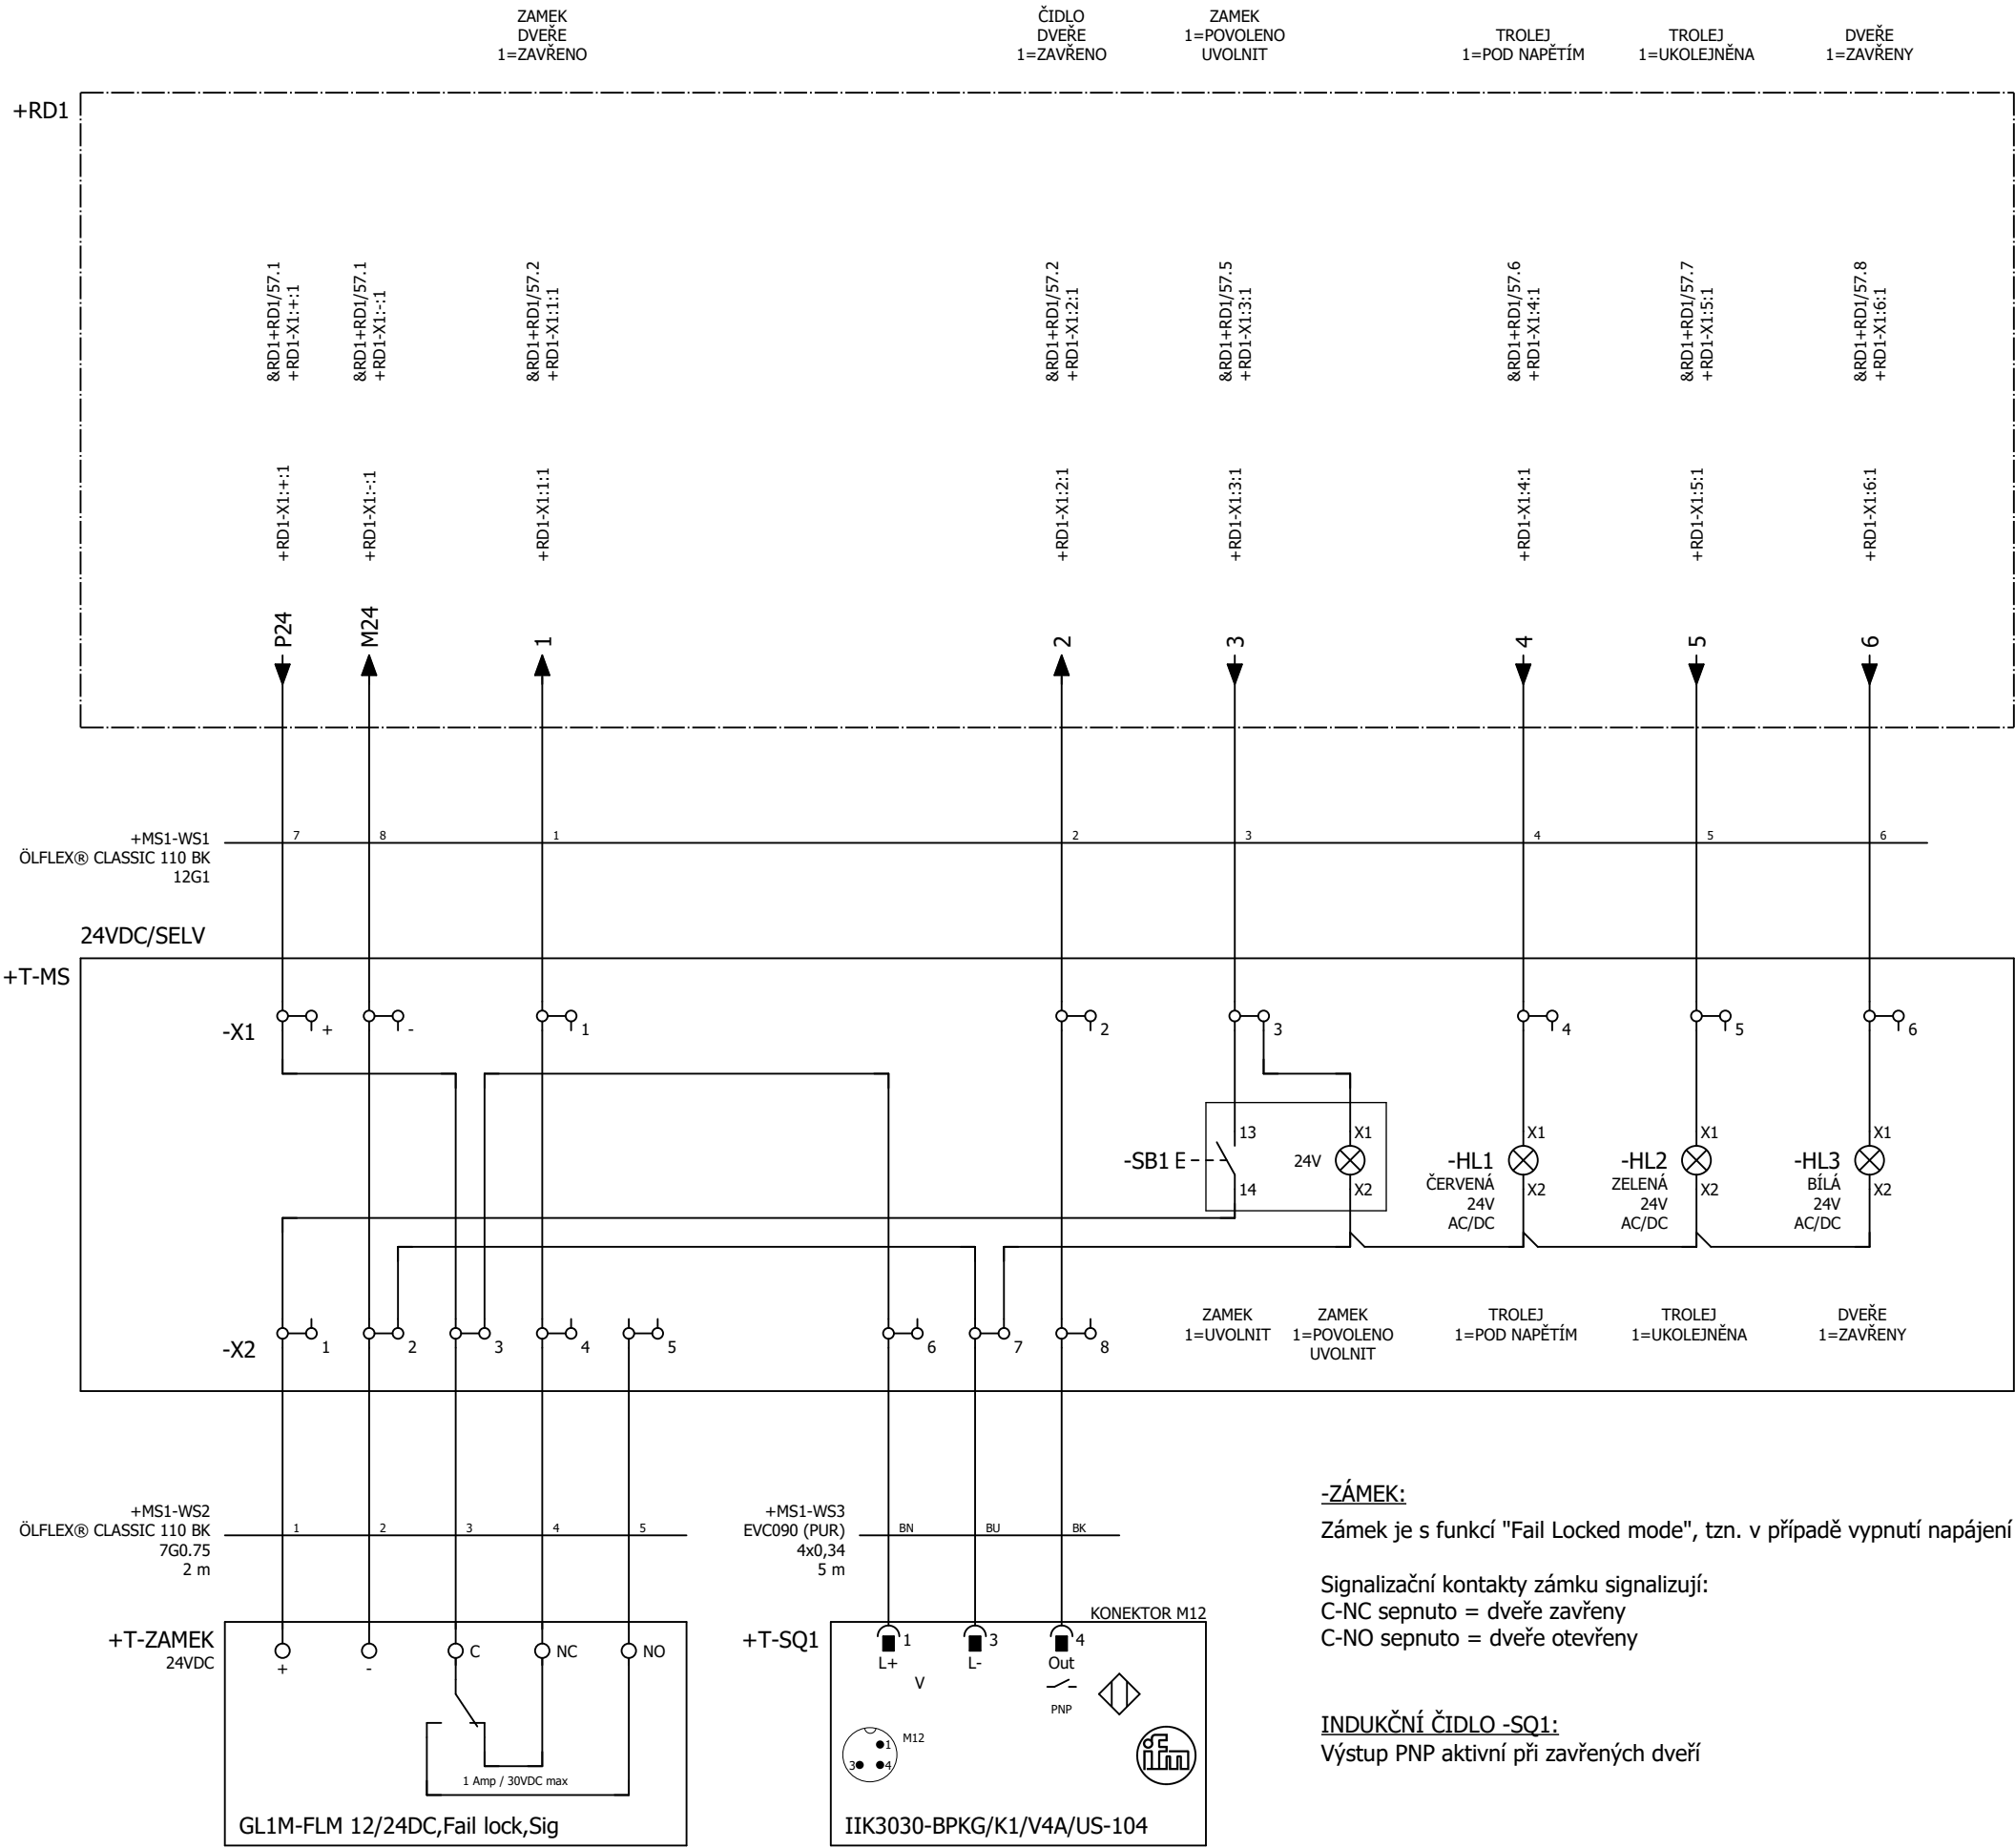 ZAMEK
DVEŘE
1=ZAVŘENO
ČIDLO
DVEŘE
1=ZAVŘENO
ZAMEK
1=POVOLENO
UVOLNIT
TROLEJ
1=POD NAPĚTÍM
TROLEJ
1=UKOLEJNĚNA
DVEŘE
1=ZAVŘENY
+RD1
&RD1+RD1/57.1
+RD1-X1:+:1
&RD1+RD1/57.1
+RD1-X1:-:1
&RD1+RD1/57.2
+RD1-X1:1:1
&RD1+RD1/57.2
+RD1-X1:2:1
&RD1+RD1/57.5
+RD1-X1:3:1
&RD1+RD1/57.6
+RD1-X1:4:1
&RD1+RD1/57.7
+RD1-X1:5:1
&RD1+RD1/57.8
+RD1-X1:6:1
+RD1-X1:+:1
+RD1-X1:-:1
+RD1-X1:1:1
+RD1-X1:2:1
+RD1-X1:3:1
+RD1-X1:4:1
+RD1-X1:5:1
+RD1-X1:6:1
P24
M24
1
2
3
4
5
6
+MS1-WS1
ÖLFLEX® CLASSIC 110 BK
12G1
7
8
1
2
3
4
5
6
24VDC/SELV
+T-MS
-X1
+
-
1
2
3
4
5
6
-SB1 E
13
14
24V
X1
X2
-HL1
ČERVENÁ
24V
AC/DC
X1
X2
-HL2
ZELENÁ
24V
AC/DC
X1
X2
-HL3
BÍLÁ
24V
AC/DC
X1
X2
-X2
1
2
3
4
5
6
7
8
ZAMEK
1=UVOLNIT
ZAMEK
1=POVOLENO
UVOLNIT
TROLEJ
1=POD NAPĚTÍM
TROLEJ
1=UKOLEJNĚNA
DVEŘE
1=ZAVŘENY
+MS1-WS2
ÖLFLEX® CLASSIC 110 BK
7G0.75
2 m
1
2
3
4
5
+MS1-WS3
EVC090 (PUR)
4x0,34
5 m
BN
BU
BK
-ZÁMEK:
Zámek je s funkcí "Fail Locked mode", tzn. v případě vypnutí napájení
Signalizační kontakty zámku signalizují:
C-NC sepnuto = dveře zavřeny
C-NO sepnuto = dveře otevřeny
INDUKČNÍ ČIDLO -SQ1:
Výstup PNP aktivní při zavřených dveří
+T-ZAMEK
24VDC
+
-
C
NC
NO
1 Amp / 30VDC max
GL1M-FLM 12/24DC,Fail lock,Sig
KONEKTOR M12
+T-SQ1
1
L+
V
3
L-
4
Out
PNP
M12
1
3
4
ifm
IIK3030-BPKG/K1/V4A/US-104